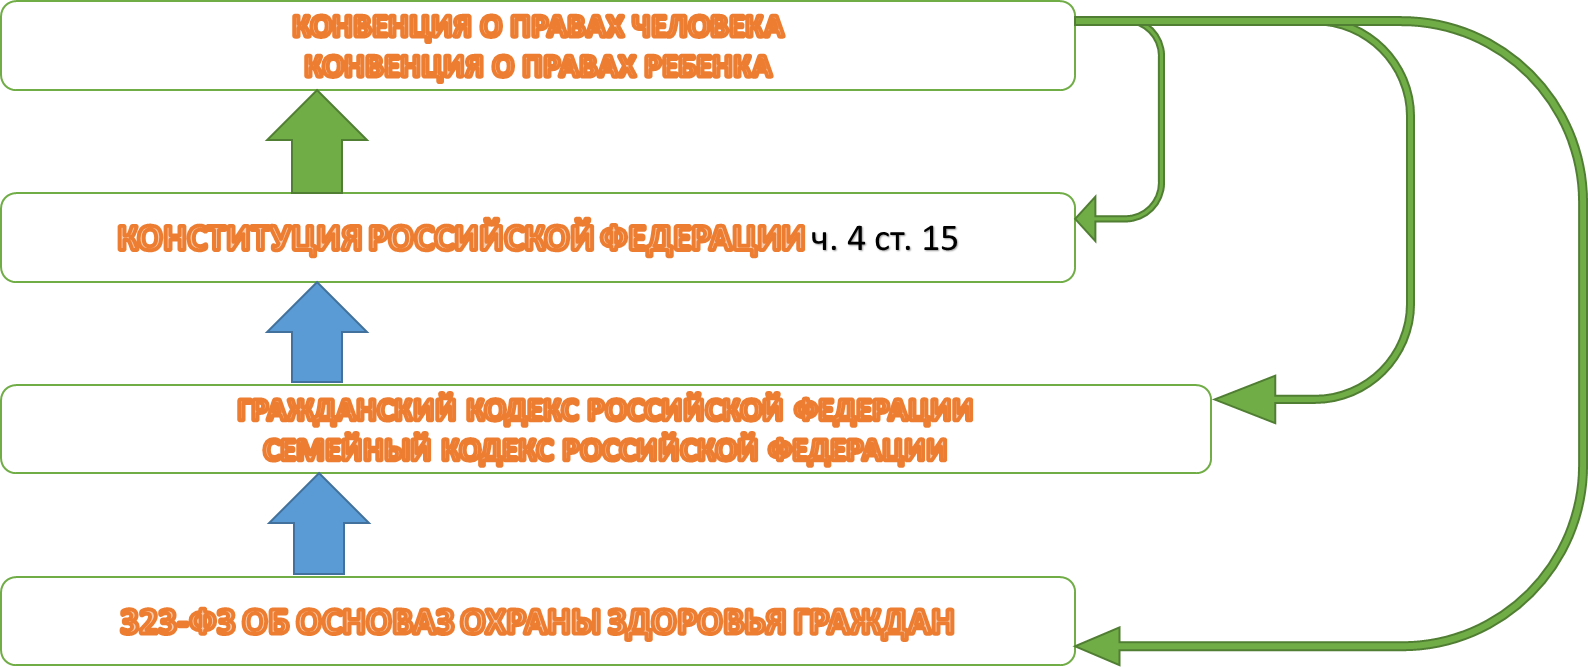 КОНВЕНЦИЯ О ПРАВАХ ЧЕЛОВЕКА
КОНВЕНЦИЯ О ПРАВАХ РЕБЕНКА
КОНСТИТУЦИЯ РОССИЙСКОЙ ФЕДЕРАЦИИ ч. 4 ст. 15
ГРАЖДАНСКИЙ КОДЕКС РОССИЙСКОЙ ФЕДЕРАЦИИ
СЕМЕЙНЫЙ КОДЕКС РОССИЙСКОЙ ФЕДЕРАЦИИ
323-ФЗ ОБ ОСНОВАЗ ОХРАНЫ ЗДОРОВЬЯ ГРАЖДАН